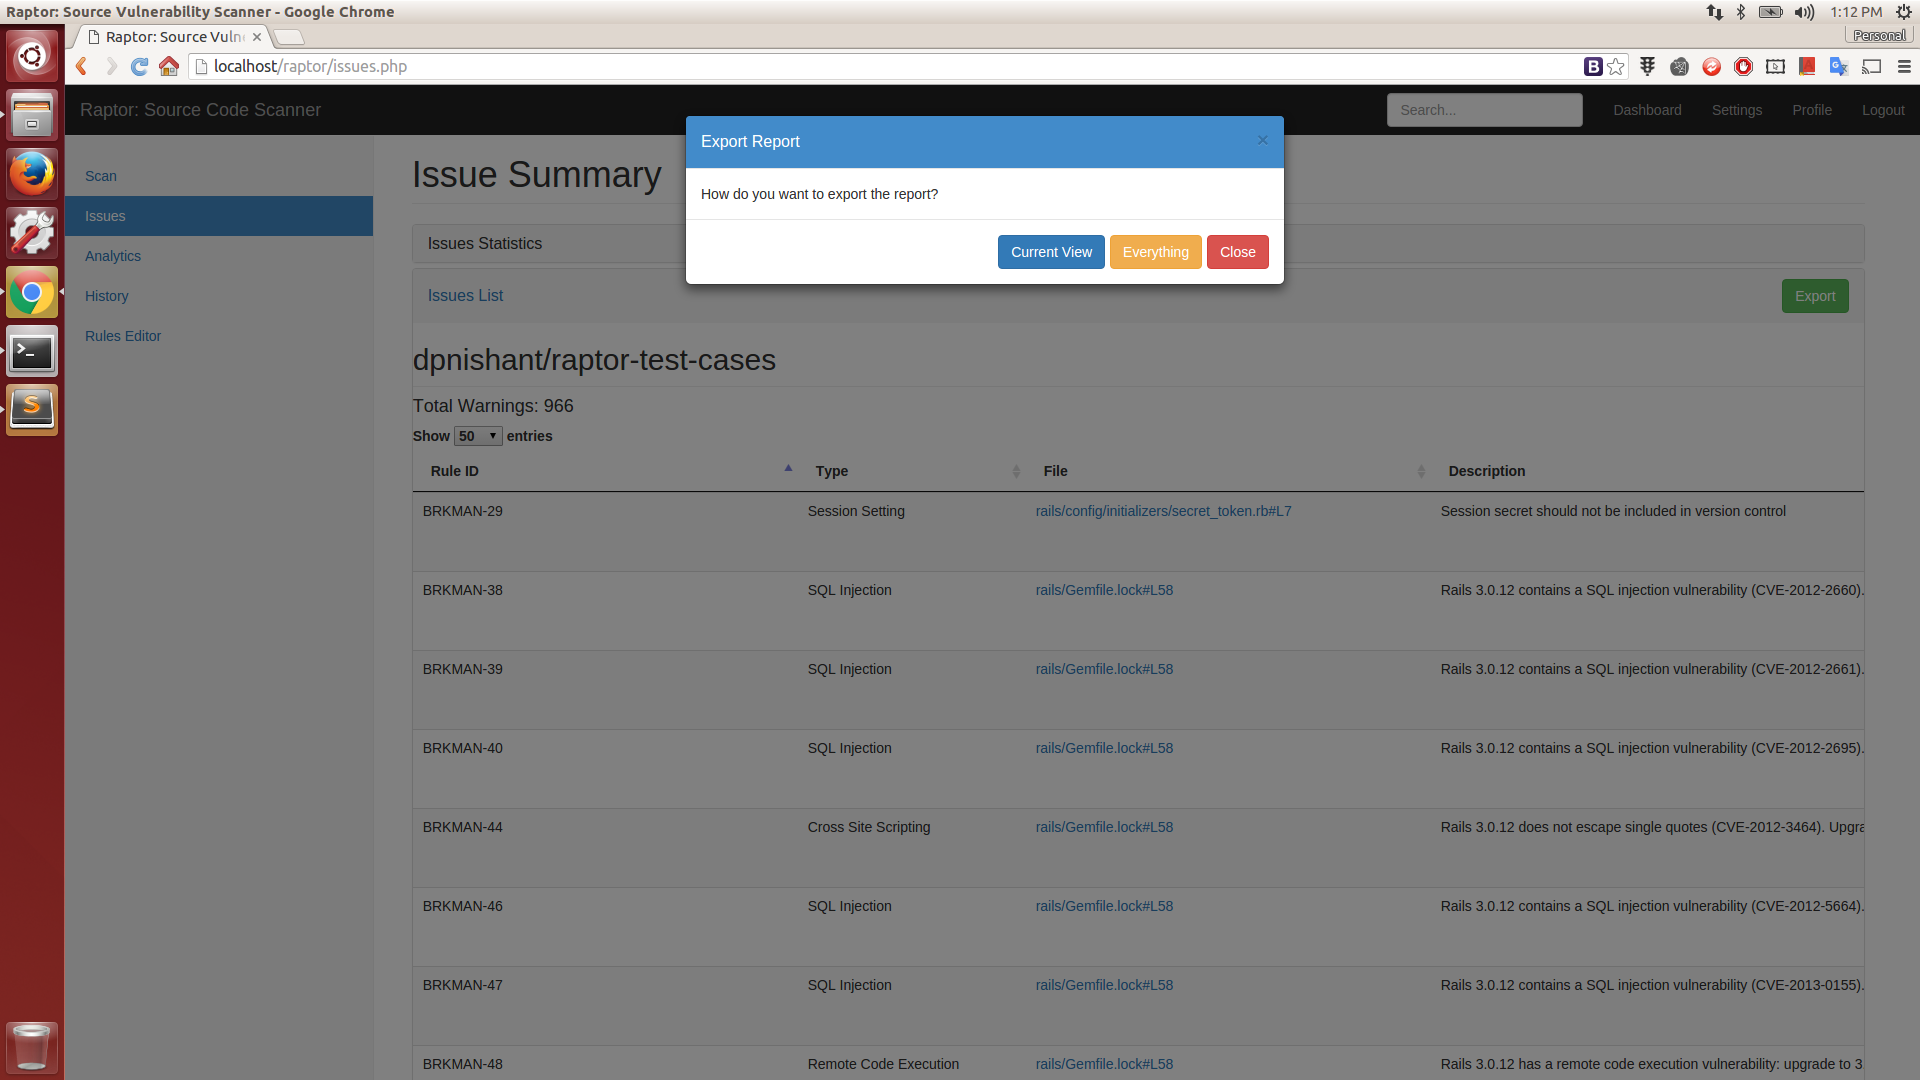 Raptor: Source Vulnerability Scanner - Google Chrome
1:12 PM
Raptor: Source Vuln
Personal
localhost/raptor/issues.php
Raptor: Source Code Scanner
Search...
Dashboard
Settings
Profile
Logout
Export Report
×
How do you want to export the report?
Current View
Everything
Close
Scan
Issues
Analytics
History
Rules Editor
Issue Summary
Issues Statistics
Issues List
Export
dpnishant/raptor-test-cases
Total Warnings: 966
Show 50 entries
Rule ID Type File Description
BRKMAN-29 Session Setting rails/config/initializers/secret_token.rb#L7 Session secret should not be included in version control
BRKMAN-38 SQL Injection rails/Gemfile.lock#L58 Rails 3.0.12 contains a SQL injection vulnerability (CVE-2012-2660).
BRKMAN-39 SQL Injection rails/Gemfile.lock#L58 Rails 3.0.12 contains a SQL injection vulnerability (CVE-2012-2661).
BRKMAN-40 SQL Injection rails/Gemfile.lock#L58 Rails 3.0.12 contains a SQL injection vulnerability (CVE-2012-2695).
BRKMAN-44 Cross Site Scripting rails/Gemfile.lock#L58 Rails 3.0.12 does not escape single quotes (CVE-2012-3464). Upgra
BRKMAN-46 SQL Injection rails/Gemfile.lock#L58 Rails 3.0.12 contains a SQL injection vulnerability (CVE-2012-5664).
BRKMAN-47 SQL Injection rails/Gemfile.lock#L58 Rails 3.0.12 contains a SQL injection vulnerability (CVE-2013-0155).
BRKMAN-48 Remote Code Execution rails/Gemfile.lock#L58 Rails 3.0.12 has a remote code execution vulnerability: upgrade to 3.